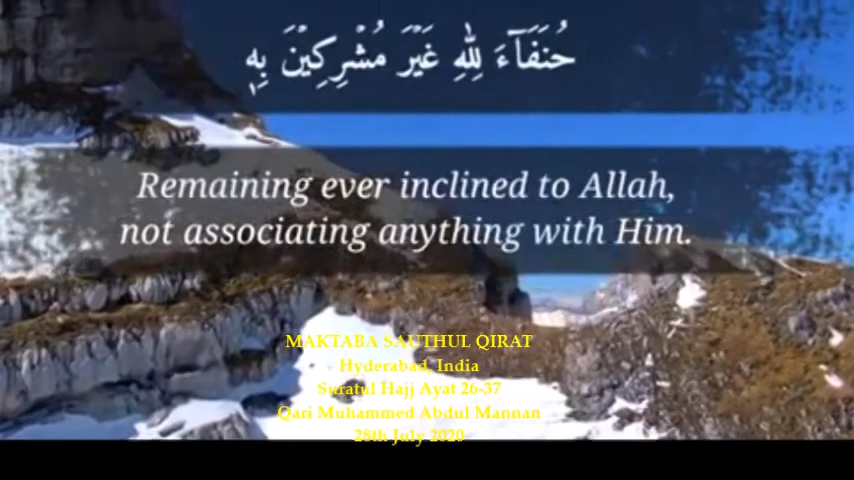 حُنَفَآءَ لِلّٰهِ غَيْرَ مُشْرِكِيْنَ بِهٖ
Remaining ever inclined to Allah,
not associating anything with Him.
MAKTABA SAUTHUL QIRAT
Hyderabad, India
Suratul Hajj Ayat 26-37
Qari Muhammed Abdul Mannan
28th July 2020